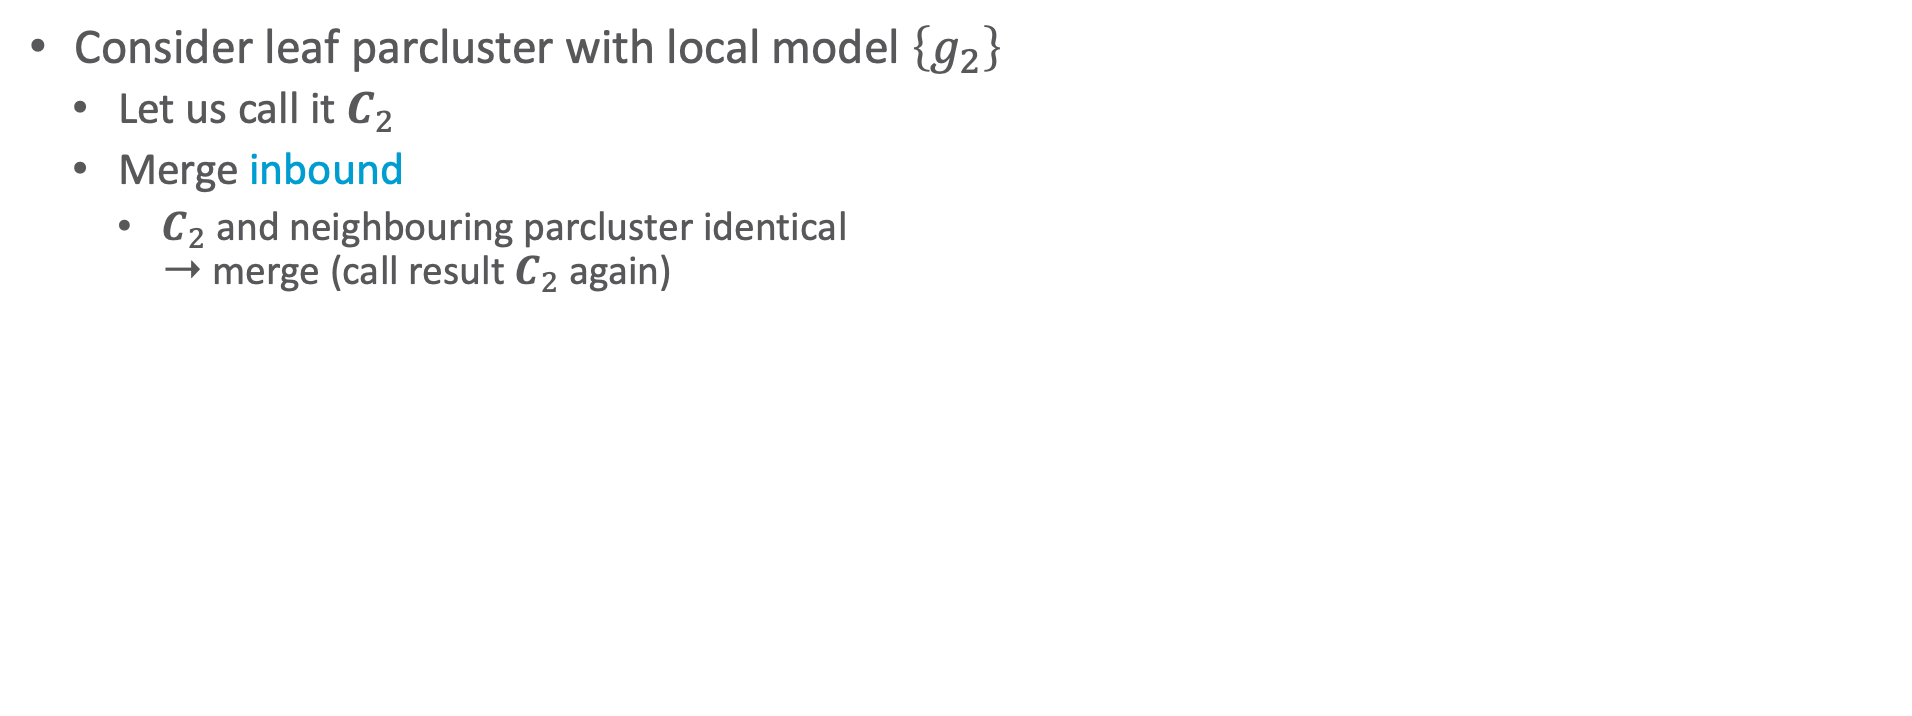 • Consider leaf parcluster with local model {g₂}
• Let us call it C₂
• Merge inbound
• C₂ and neighbouring parcluster identical
→ merge (call result C₂ again)